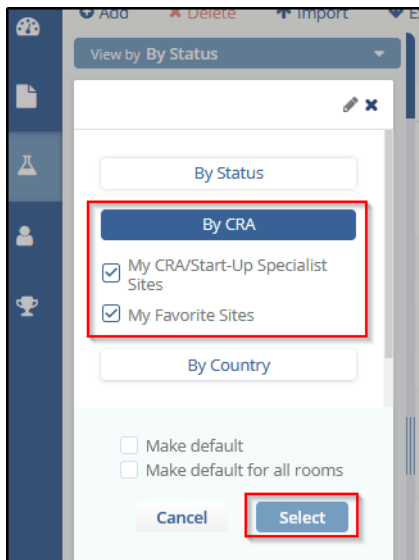 Add Delete Import E
View by By Status
By Status
By CRA
My CRA/Start-Up Specialist
Sites
My Favorite Sites
By Country
Make default
Make default for all rooms
Cancel Select